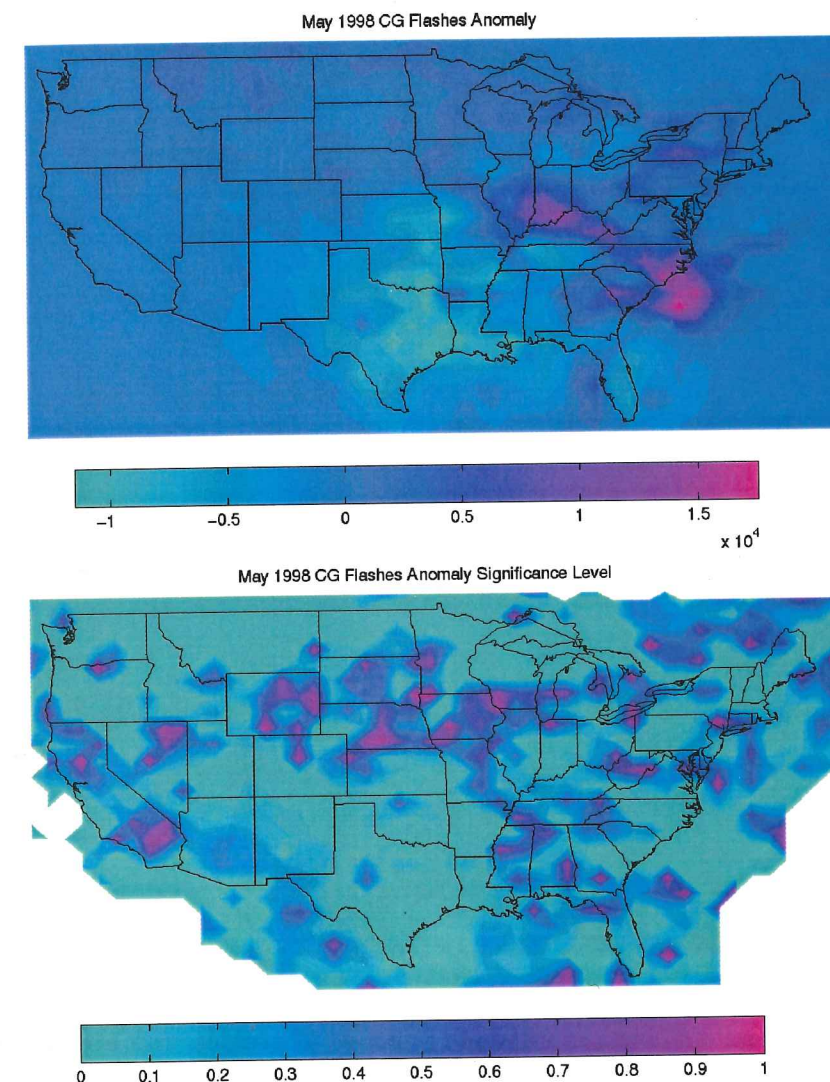 May 1998 CG Flashes Anomaly
−1 −0.5 0 0.5 1 1.5
x 10⁴
May 1998 CG Flashes Anomaly Significance Level
0 0.1 0.2 0.3 0.4 0.5 0.6 0.7 0.8 0.9 1